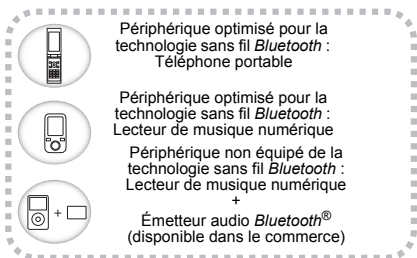 Périphérique optimisé pour la
technologie sans fil Bluetooth :
Téléphone portable
Périphérique optimisé pour la
technologie sans fil Bluetooth :
Lecteur de musique numérique
Périphérique non équipé de la
technologie sans fil Bluetooth :
Lecteur de musique numérique
+
+
Émetteur audio Bluetooth®
(disponible dans le commerce)